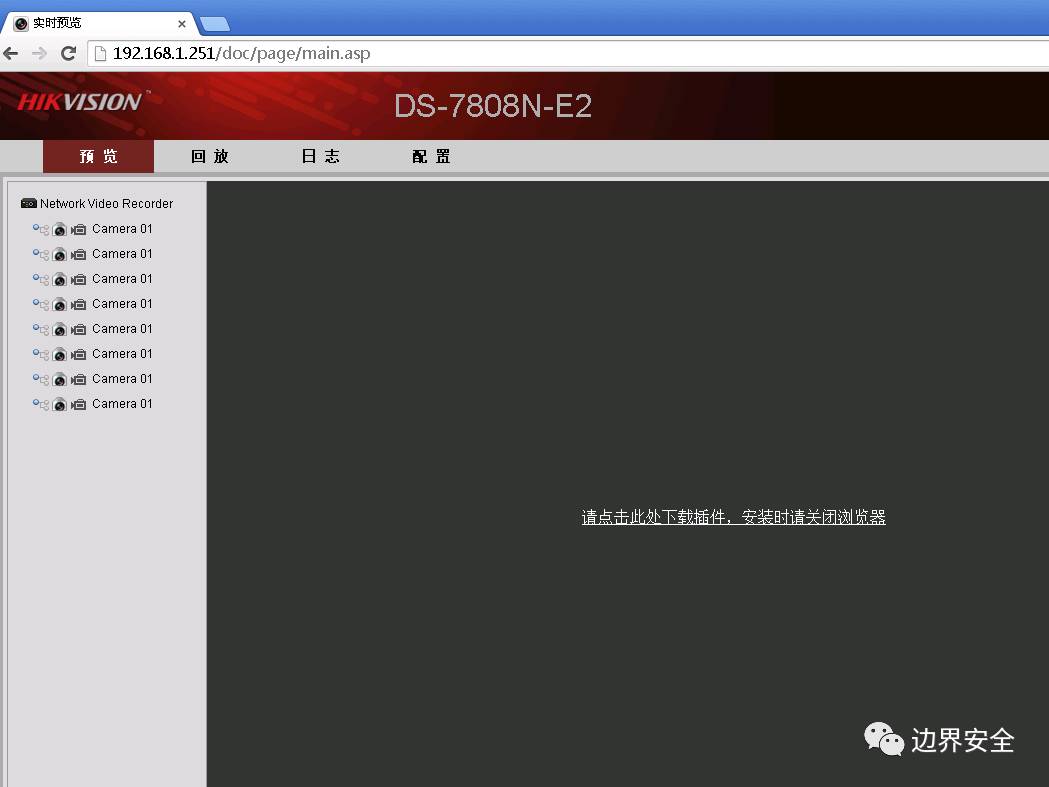 实时预览
192.168.1.251/doc/page/main.asp
HIKVISION™ DS-7808N-E2
预览 回放 日志 配置
Network Video Recorder
Camera 01
Camera 01
Camera 01
Camera 01
Camera 01
Camera 01
Camera 01
Camera 01
请点击此处下载插件，安装时请关闭浏览器
边界安全